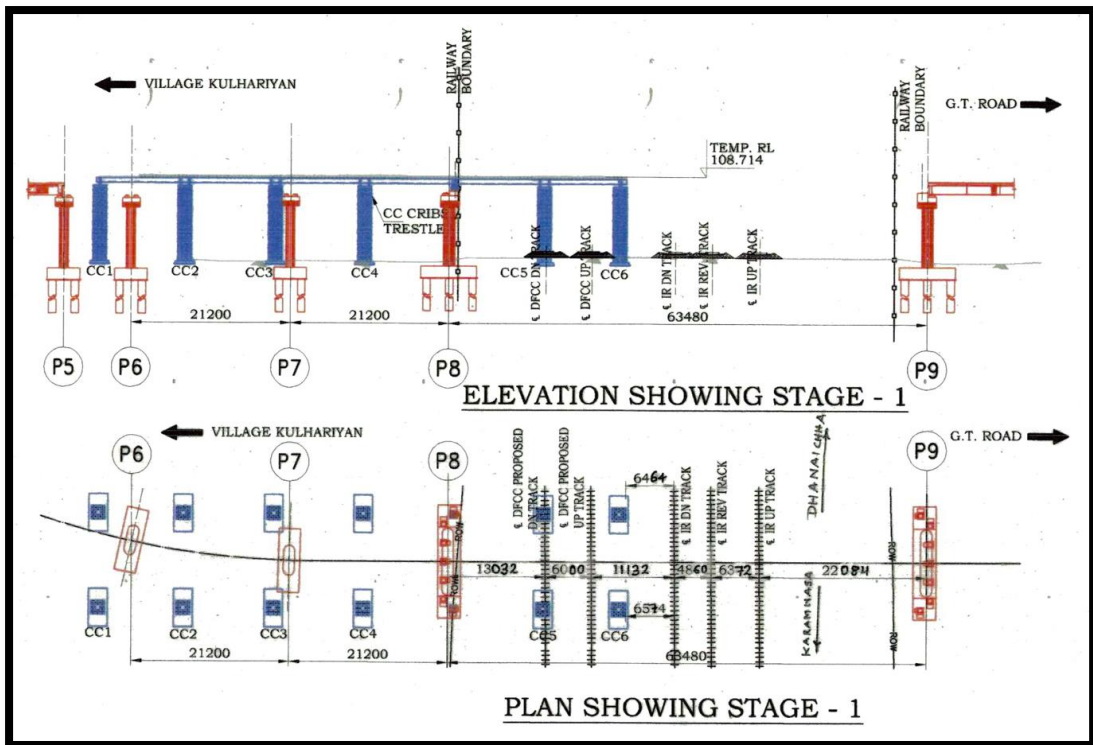 VILLAGE KULHARIYAN
RAILWAY
BOUNDARY
RAILWAY
BOUNDARY
G.T. ROAD
TEMP. RL
108.714
CC CRIBS
TRESTLE
CC1
CC2
CC3
CC4
CC5
CC6
℄ DFCC DN TRACK
℄ DFCC UP TRACK
℄ IR DN TRACK
℄ IR REV TRACK
℄ IR UP TRACK
21200
21200
63480
P5
P6
P7
P8
P9
ELEVATION SHOWING STAGE - 1
VILLAGE KULHARIYAN
G.T. ROAD
P6
P7
P8
P9
℄ DFCC PROPOSED
DN TRACK
℄ DFCC PROPOSED
UP TRACK
6464
℄ IR DN TRACK
℄ IR REV TRACK
℄ IR UP TRACK
DHANAICHHA
ROW
ROW
13032
6000
11132
4860
6372
22084
6574
KARAMNASA
ROW
ROW
CC1
CC2
CC3
CC4
CC5
CC6
21200
21200
63480
PLAN SHOWING STAGE - 1